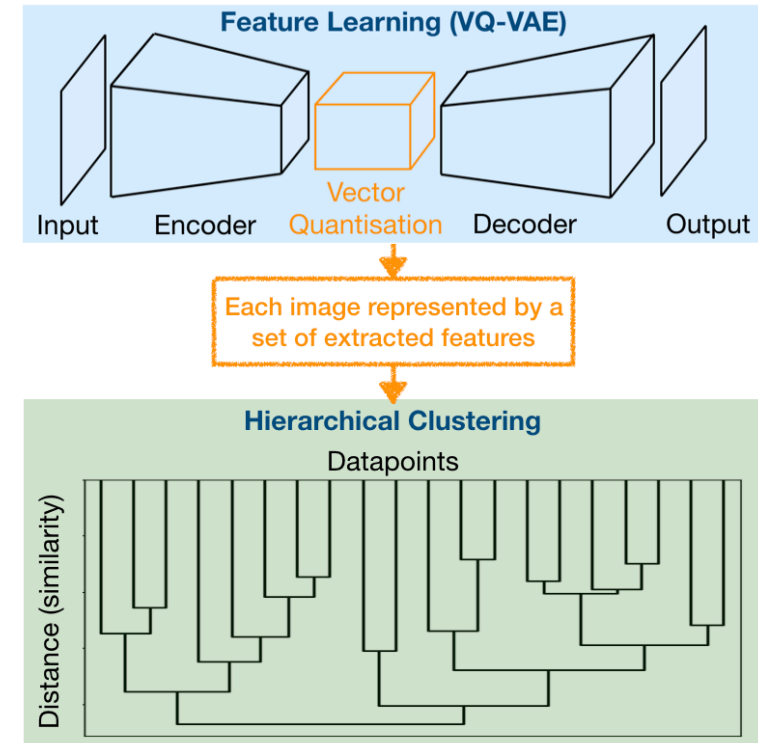 Feature Learning (VQ-VAE)
Input
Encoder
Vector
Quantisation
Decoder
Output
Each image represented by a
set of extracted features
Hierarchical Clustering
Datapoints
Distance (similarity)